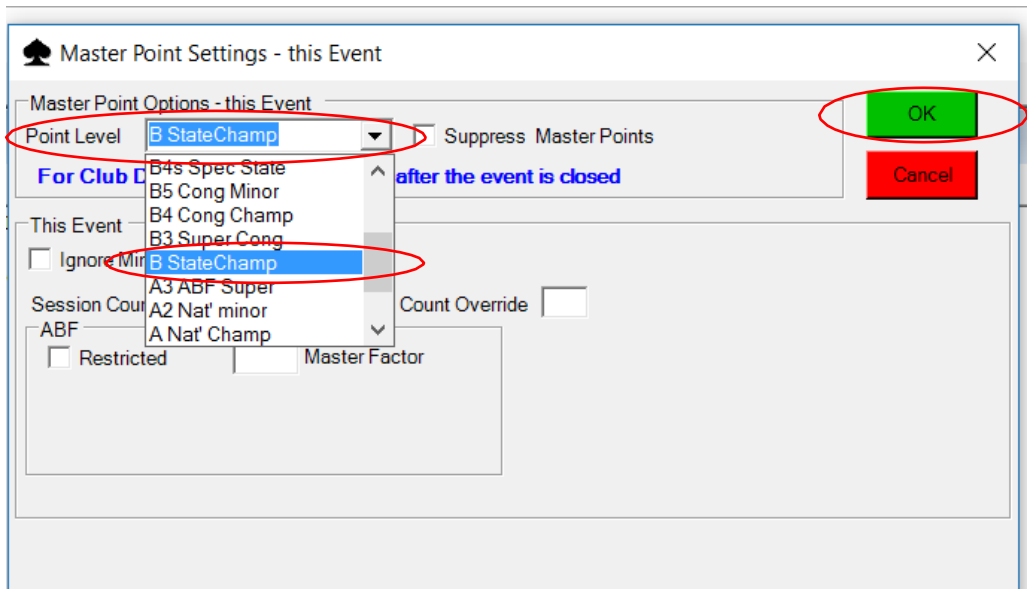 Master Point Settings - this Event
Master Point Options - this Event
OK
Point Level B StateChamp Suppress Master Points
B4s Spec State
For Club D after the event is closed
Cancel
B5 Cong Minor
B4 Cong Champ
This Event
B3 Super Cong
Ignore Mi
B StateChamp
A3 ABF Super
Session Cou Count Override
A2 Nat' minor
ABF
A Nat' Champ
Restricted Master Factor